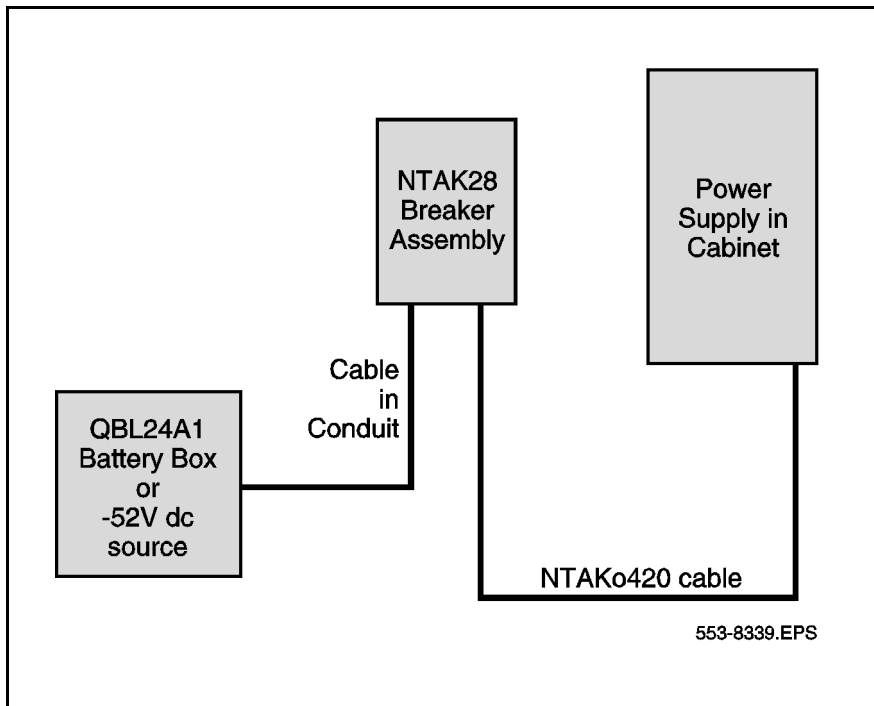 NTAK28
Breaker
Assembly
Power
Supply in
Cabinet
Cable
in
Conduit
QBL24A1
Battery Box
or
-52V dc
source
NTAKo420 cable
553-8339.EPS